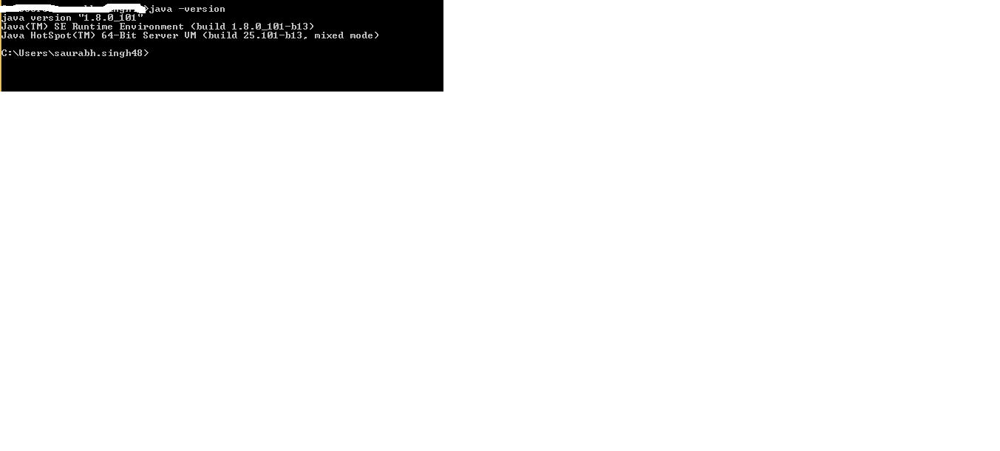 >java -version
java version "1.8.0_101"
Java(TM) SE Runtime Environment (build 1.8.0_101-b13)
Java HotSpot(TM) 64-Bit Server VM (build 25.101-b13, mixed mode)
C:\Users\saurabh.singh48>